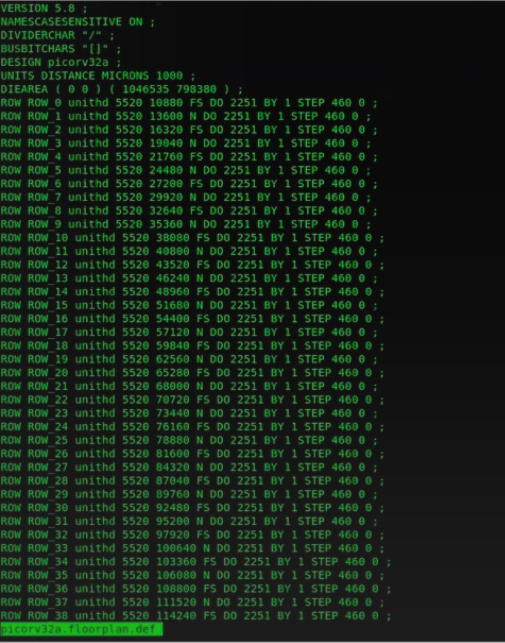 VERSION 5.8 ;
NAMESCASESENSITIVE ON ;
DIVIDERCHAR "/" ;
BUSBITCHARS "[]" ;
DESIGN picorv32a ;
UNITS DISTANCE MICRONS 1000 ;
DIEAREA ( 0 0 ) ( 1046535 798380 ) ;
ROW ROW_0 unithd 5520 10880 FS DO 2251 BY 1 STEP 460 0 ;
ROW ROW_1 unithd 5520 13600 N DO 2251 BY 1 STEP 460 0 ;
ROW ROW_2 unithd 5520 16320 FS DO 2251 BY 1 STEP 460 0 ;
ROW ROW_3 unithd 5520 19040 N DO 2251 BY 1 STEP 460 0 ;
ROW ROW_4 unithd 5520 21760 FS DO 2251 BY 1 STEP 460 0 ;
ROW ROW_5 unithd 5520 24480 N DO 2251 BY 1 STEP 460 0 ;
ROW ROW_6 unithd 5520 27200 FS DO 2251 BY 1 STEP 460 0 ;
ROW ROW_7 unithd 5520 29920 N DO 2251 BY 1 STEP 460 0 ;
ROW ROW_8 unithd 5520 32640 FS DO 2251 BY 1 STEP 460 0 ;
ROW ROW_9 unithd 5520 35360 N DO 2251 BY 1 STEP 460 0 ;
ROW ROW_10 unithd 5520 38080 FS DO 2251 BY 1 STEP 460 0 ;
ROW ROW_11 unithd 5520 40800 N DO 2251 BY 1 STEP 460 0 ;
ROW ROW_12 unithd 5520 43520 FS DO 2251 BY 1 STEP 460 0 ;
ROW ROW_13 unithd 5520 46240 N DO 2251 BY 1 STEP 460 0 ;
ROW ROW_14 unithd 5520 48960 FS DO 2251 BY 1 STEP 460 0 ;
ROW ROW_15 unithd 5520 51680 N DO 2251 BY 1 STEP 460 0 ;
ROW ROW_16 unithd 5520 54400 FS DO 2251 BY 1 STEP 460 0 ;
ROW ROW_17 unithd 5520 57120 N DO 2251 BY 1 STEP 460 0 ;
ROW ROW_18 unithd 5520 59840 FS DO 2251 BY 1 STEP 460 0 ;
ROW ROW_19 unithd 5520 62560 N DO 2251 BY 1 STEP 460 0 ;
ROW ROW_20 unithd 5520 65280 FS DO 2251 BY 1 STEP 460 0 ;
ROW ROW_21 unithd 5520 68000 N DO 2251 BY 1 STEP 460 0 ;
ROW ROW_22 unithd 5520 70720 FS DO 2251 BY 1 STEP 460 0 ;
ROW ROW_23 unithd 5520 73440 N DO 2251 BY 1 STEP 460 0 ;
ROW ROW_24 unithd 5520 76160 FS DO 2251 BY 1 STEP 460 0 ;
ROW ROW_25 unithd 5520 78880 N DO 2251 BY 1 STEP 460 0 ;
ROW ROW_26 unithd 5520 81600 FS DO 2251 BY 1 STEP 460 0 ;
ROW ROW_27 unithd 5520 84320 N DO 2251 BY 1 STEP 460 0 ;
ROW ROW_28 unithd 5520 87040 FS DO 2251 BY 1 STEP 460 0 ;
ROW ROW_29 unithd 5520 89760 N DO 2251 BY 1 STEP 460 0 ;
ROW ROW_30 unithd 5520 92480 FS DO 2251 BY 1 STEP 460 0 ;
ROW ROW_31 unithd 5520 95200 N DO 2251 BY 1 STEP 460 0 ;
ROW ROW_32 unithd 5520 97920 FS DO 2251 BY 1 STEP 460 0 ;
ROW ROW_33 unithd 5520 100640 N DO 2251 BY 1 STEP 460 0 ;
ROW ROW_34 unithd 5520 103360 FS DO 2251 BY 1 STEP 460 0 ;
ROW ROW_35 unithd 5520 106080 N DO 2251 BY 1 STEP 460 0 ;
ROW ROW_36 unithd 5520 108800 FS DO 2251 BY 1 STEP 460 0 ;
ROW ROW_37 unithd 5520 111520 N DO 2251 BY 1 STEP 460 0 ;
ROW ROW_38 unithd 5520 114240 FS DO 2251 BY 1 STEP 460 0 ;
picorv32a.floorplan.def